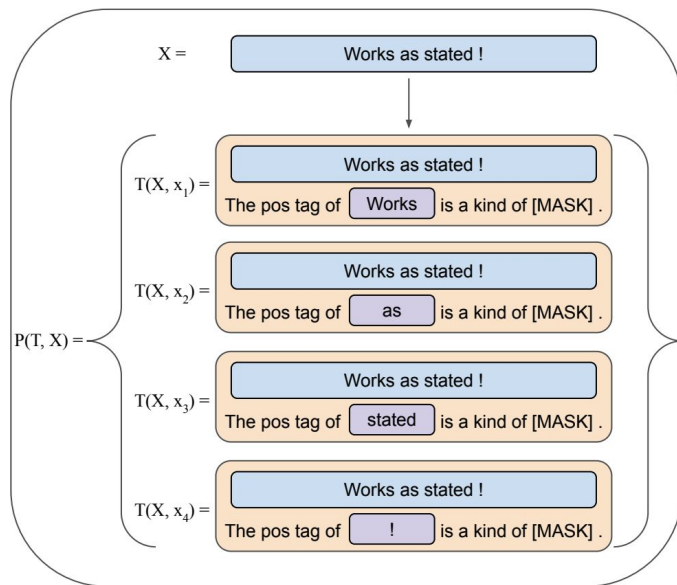 X = Works as stated !
Works as stated !
T(X, x₁) =
The pos tag of Works is a kind of [MASK] .
Works as stated !
T(X, x₂) =
The pos tag of as is a kind of [MASK] .
P(T, X) =
Works as stated !
T(X, x₃) =
The pos tag of stated is a kind of [MASK] .
Works as stated !
T(X, x₄) =
The pos tag of ! is a kind of [MASK] .